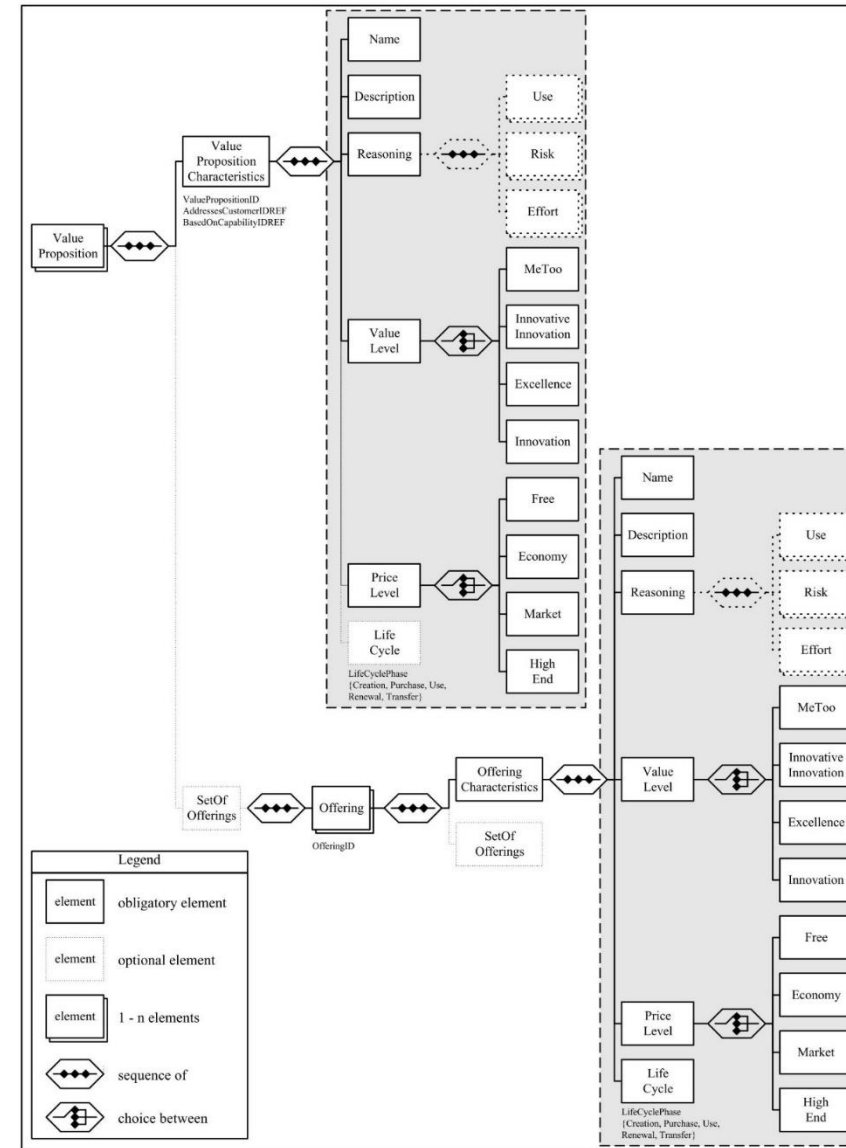 Name
Description
Reasoning
Use
Risk
Effort
Value
Proposition
Characteristics
ValuePropositionID
AddressesCustomerIDREF
BasedOnCapabilityIDREF
Value
Proposition
Value
Level
MeToo
Innovative
Innovation
Excellence
Innovation
Price
Level
Free
Economy
Market
High
End
Life
Cycle
LifeCyclePhase
{Creation, Purchase, Use,
Renewal, Transfer}
SetOf
Offerings
Offering
OfferingID
Offering
Characteristics
SetOf
Offerings
Name
Description
Reasoning
Use
Risk
Effort
Value
Level
MeToo
Innovative
Innovation
Excellence
Innovation
Price
Level
Free
Economy
Market
High
End
Life
Cycle
LifeCyclePhase
{Creation, Purchase, Use,
Renewal, Transfer}
Legend
element obligatory element
element optional element
element 1 - n elements
sequence of
choice between